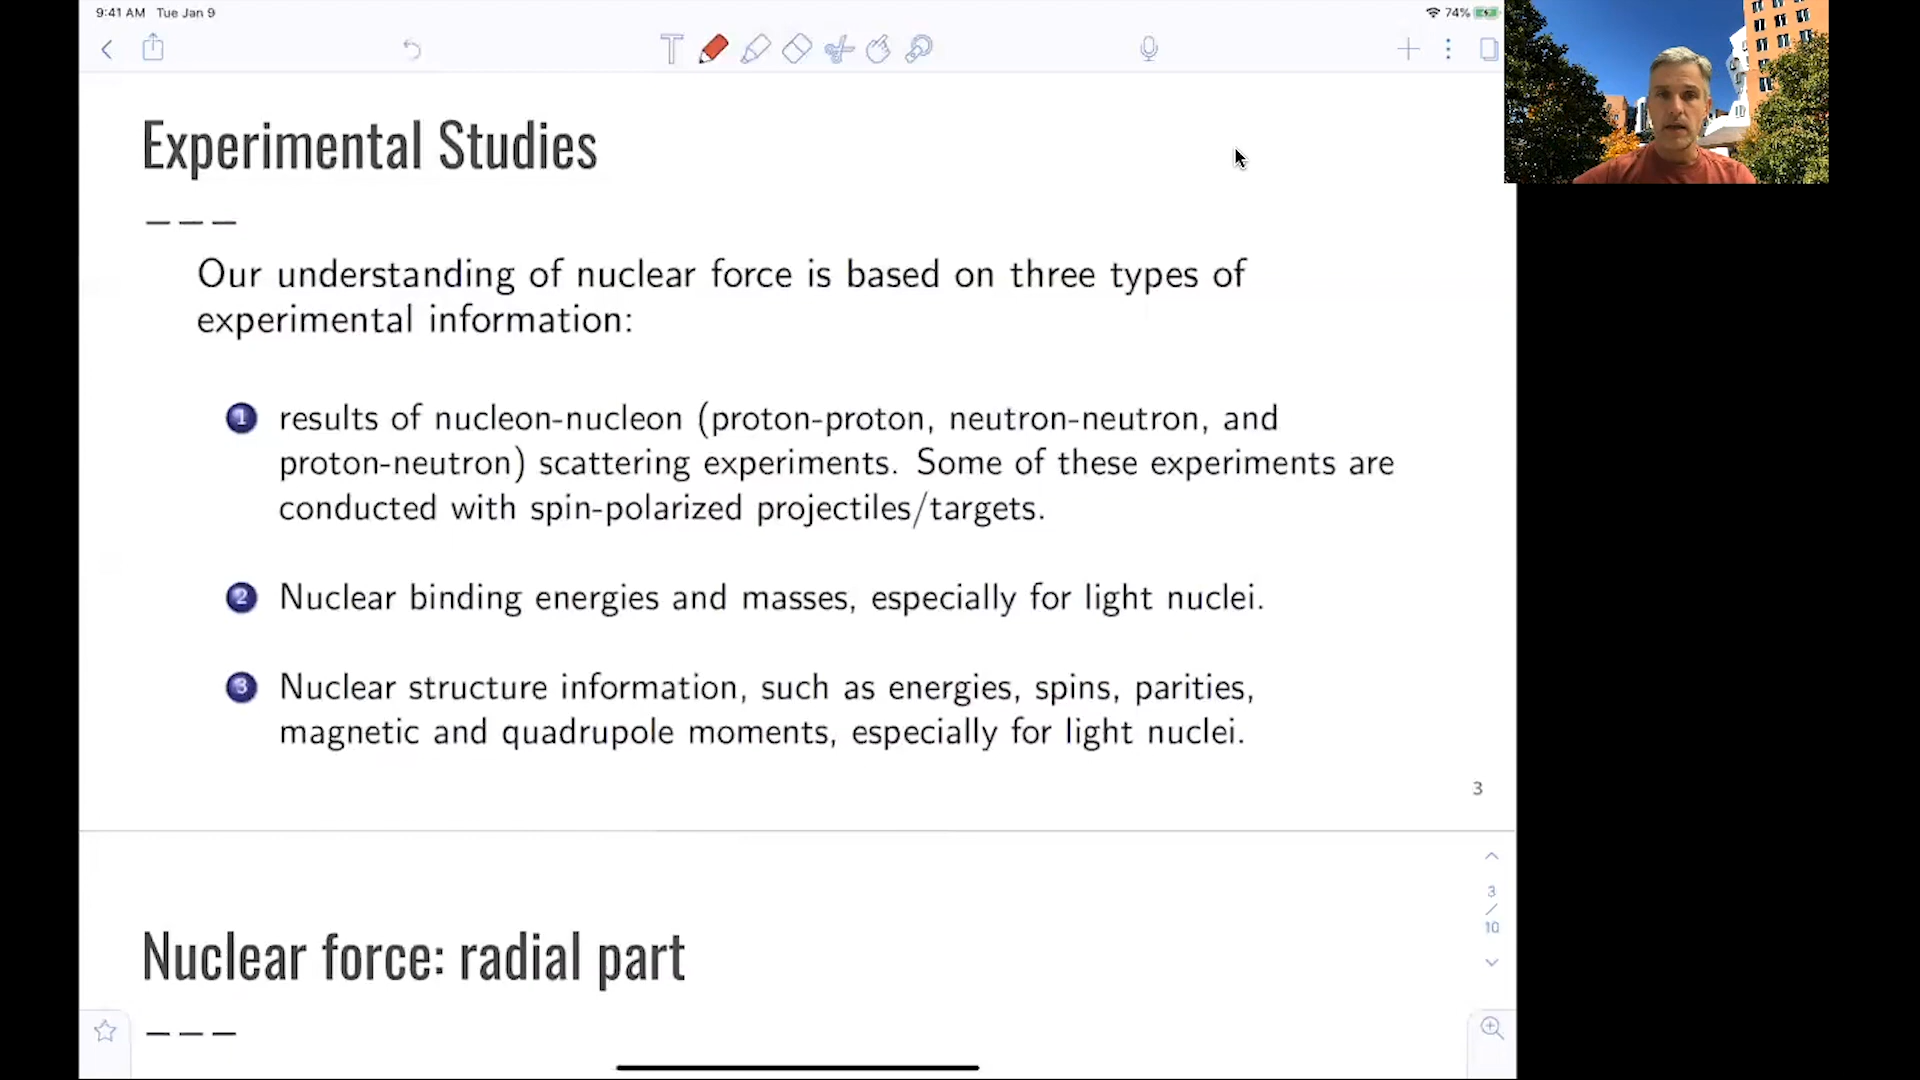 9:41 AM Tue Jan 9
74%
Experimental Studies
Our understanding of nuclear force is based on three types of
experimental information:
1 results of nucleon-nucleon (proton-proton, neutron-neutron, and
proton-neutron) scattering experiments. Some of these experiments are
conducted with spin-polarized projectiles/targets.
2 Nuclear binding energies and masses, especially for light nuclei.
3 Nuclear structure information, such as energies, spins, parities,
magnetic and quadrupole moments, especially for light nuclei.
3
3
/
10
Nuclear force: radial part